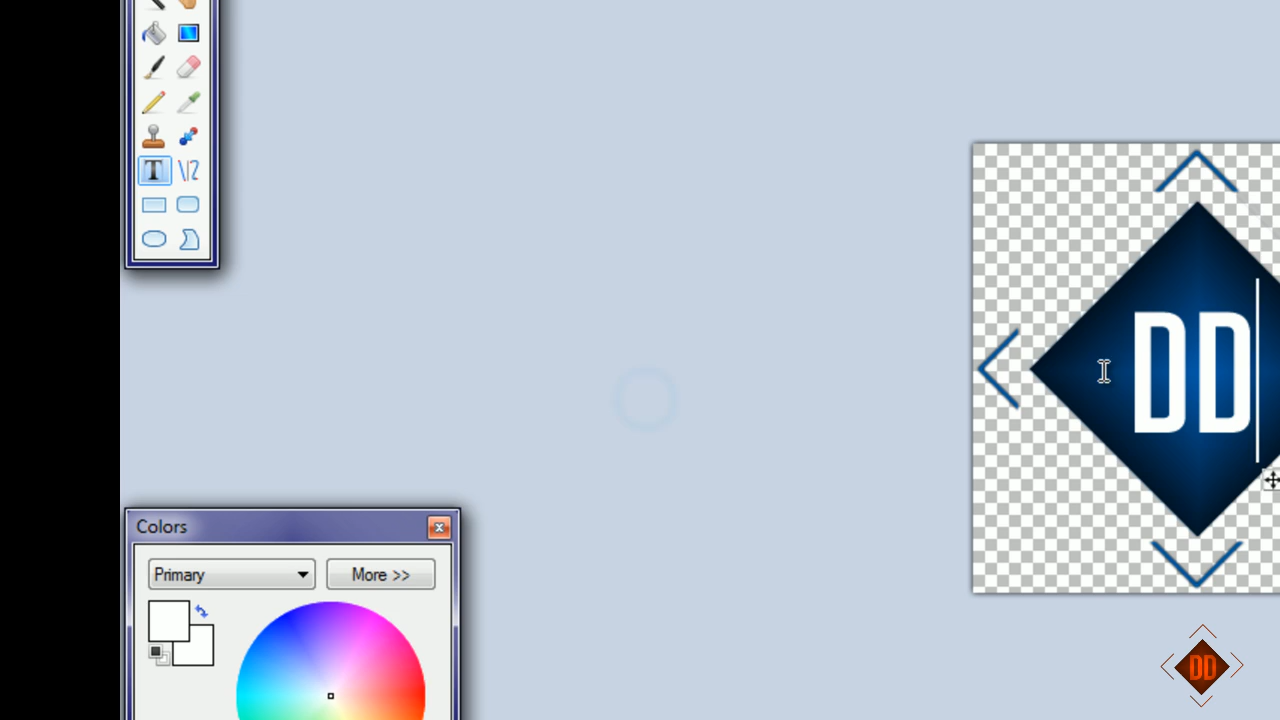 T
DD
Colors
Primary
More >>
DD